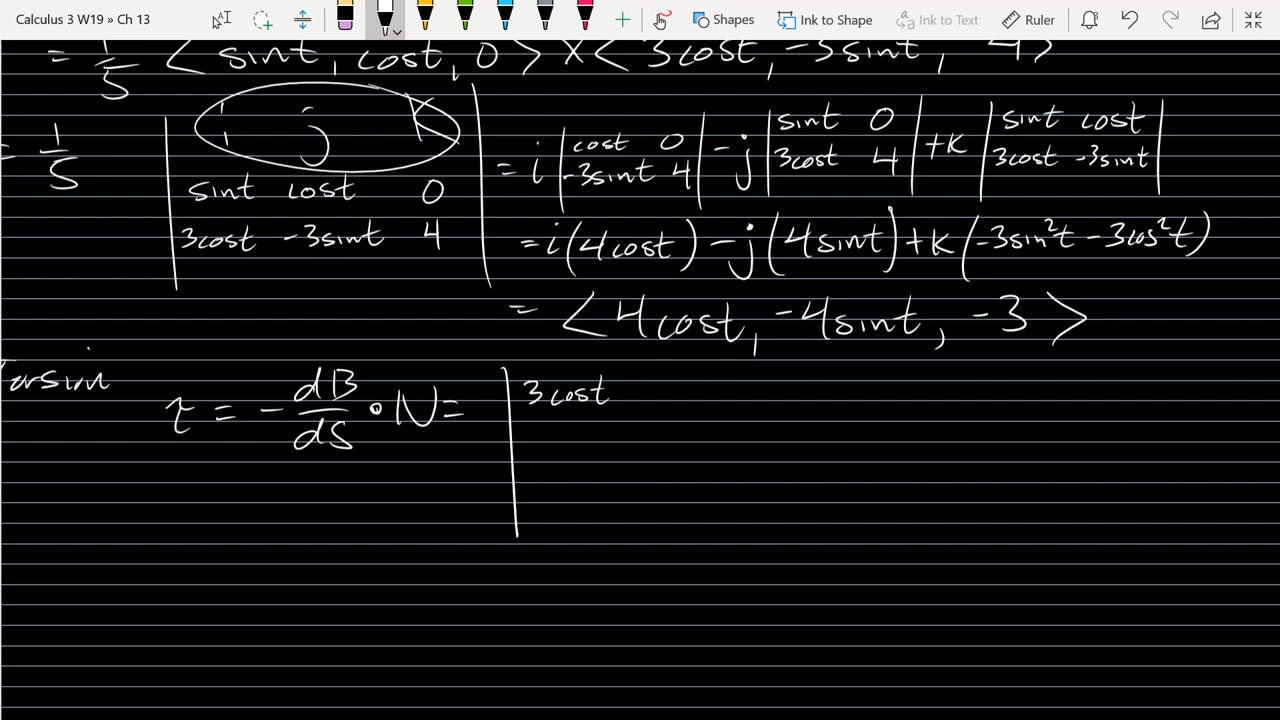 Calculus 3 W19 » Ch 13
Shapes Ink to Shape Ink to Text Ruler
= 1/5 < sint, cost, 0 > × < 3cost, -3sint, 4 >
= 1/5 | i j K | = i | cost 0 | - j | sint 0 | + K | sint cost |
| -3sint 4 | | 3cost 4 | | 3cost -3sint |
| sint cost 0 |
| 3cost -3sint 4 | = i(4cost) - j(4sint) + K(-3sin²t - 3cos²t)
= < 4cost, -4sint, -3 >
Torsion
τ = - dB/dS • N = | 3cost